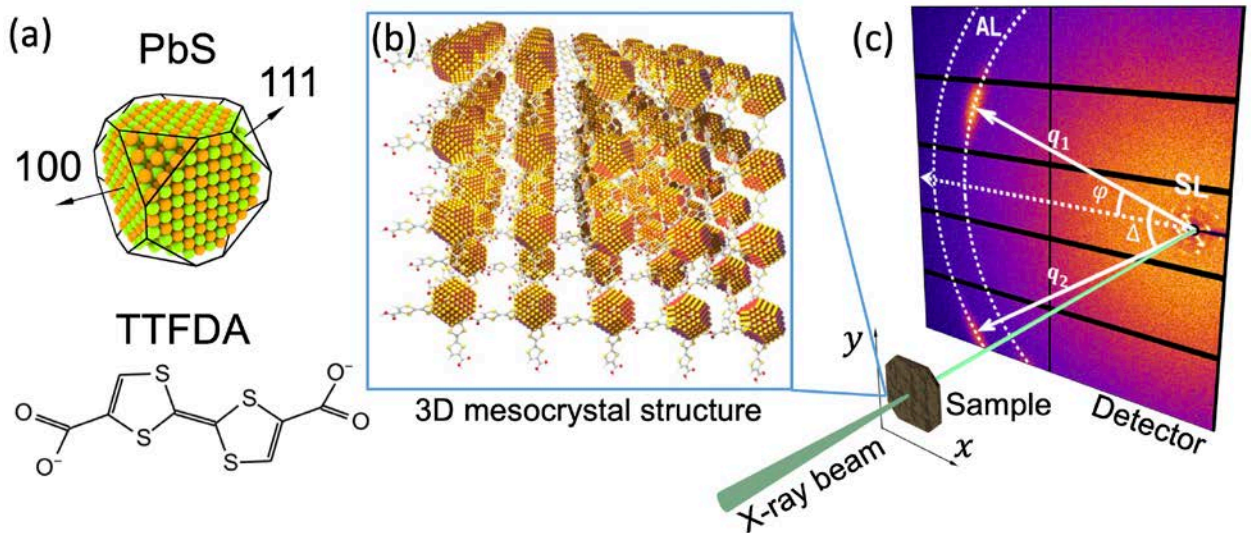 (a)
PbS
111
100
TTFDA
S
S
S
S
O
O⁻
O⁻
O
(b)
3D mesocrystal structure
(c)
AL
q₁
φ
SL
Δ
q₂
y
x
Sample
Detector
X-ray beam